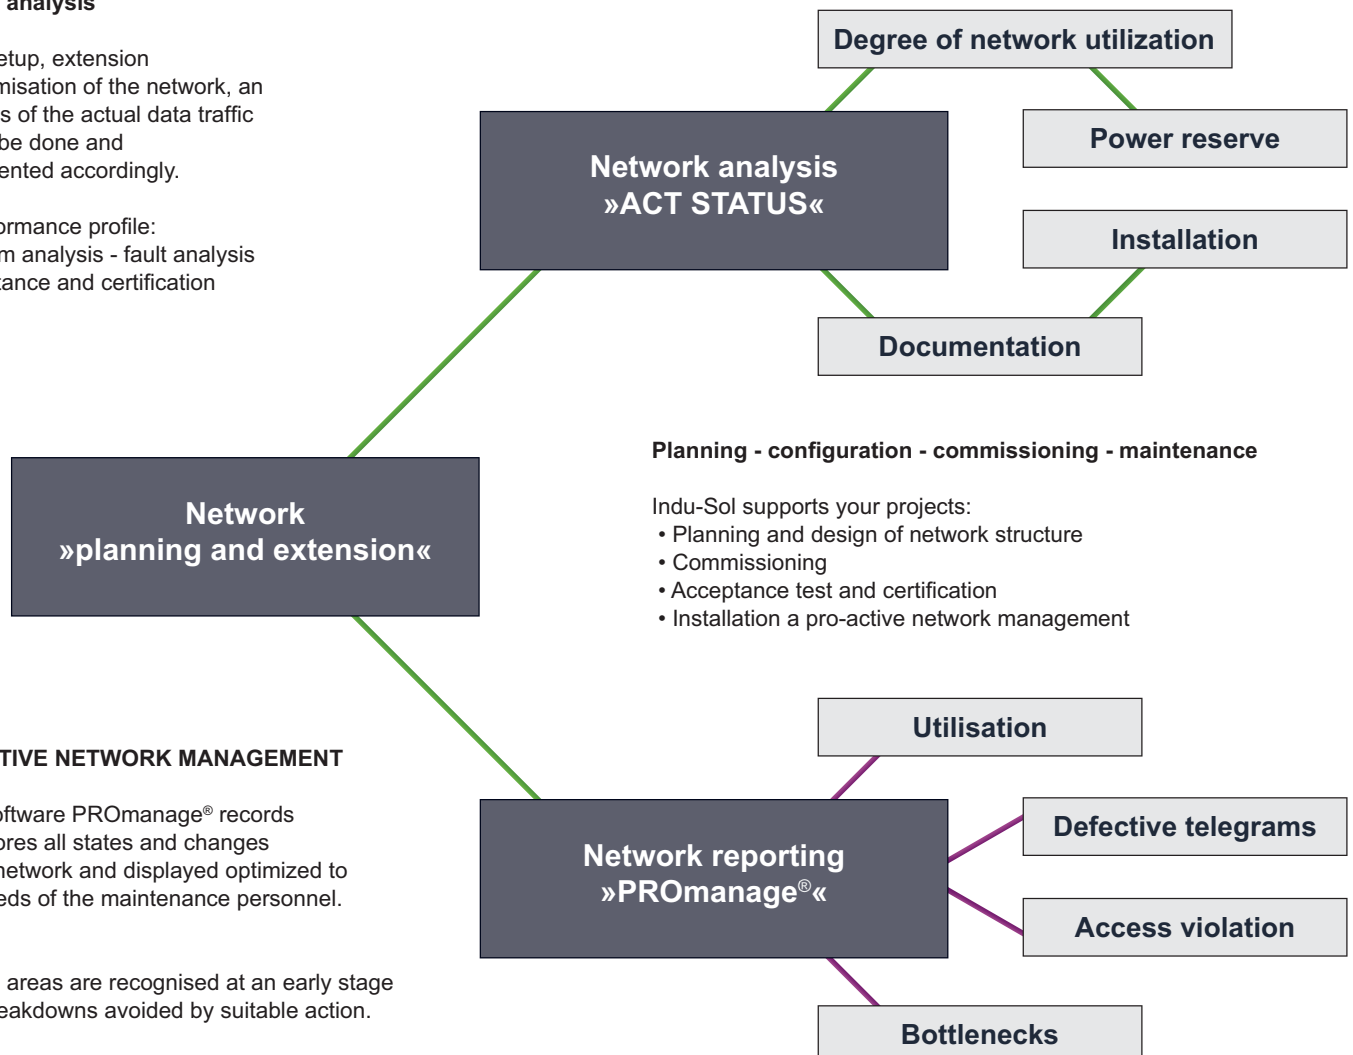 analysis
etup, extension
misation of the network, an
s of the actual data traffic
be done and
ented accordingly.
ormance profile:
m analysis - fault analysis
tance and certification
Degree of network utilization
Power reserve
Network analysis
»ACT STATUS«
Installation
Documentation
Network
»planning and extension«
Planning - configuration - commissioning - maintenance
Indu-Sol supports your projects:
• Planning and design of network structure
• Commissioning
• Acceptance test and certification
• Installation a pro-active network management
TIVE NETWORK MANAGEMENT
oftware PROmanage® records
ores all states and changes
network and displayed optimized to
eds of the maintenance personnel.
areas are recognised at an early stage
eakdowns avoided by suitable action.
Utilisation
Network reporting
»PROmanage®«
Defective telegrams
Access violation
Bottlenecks